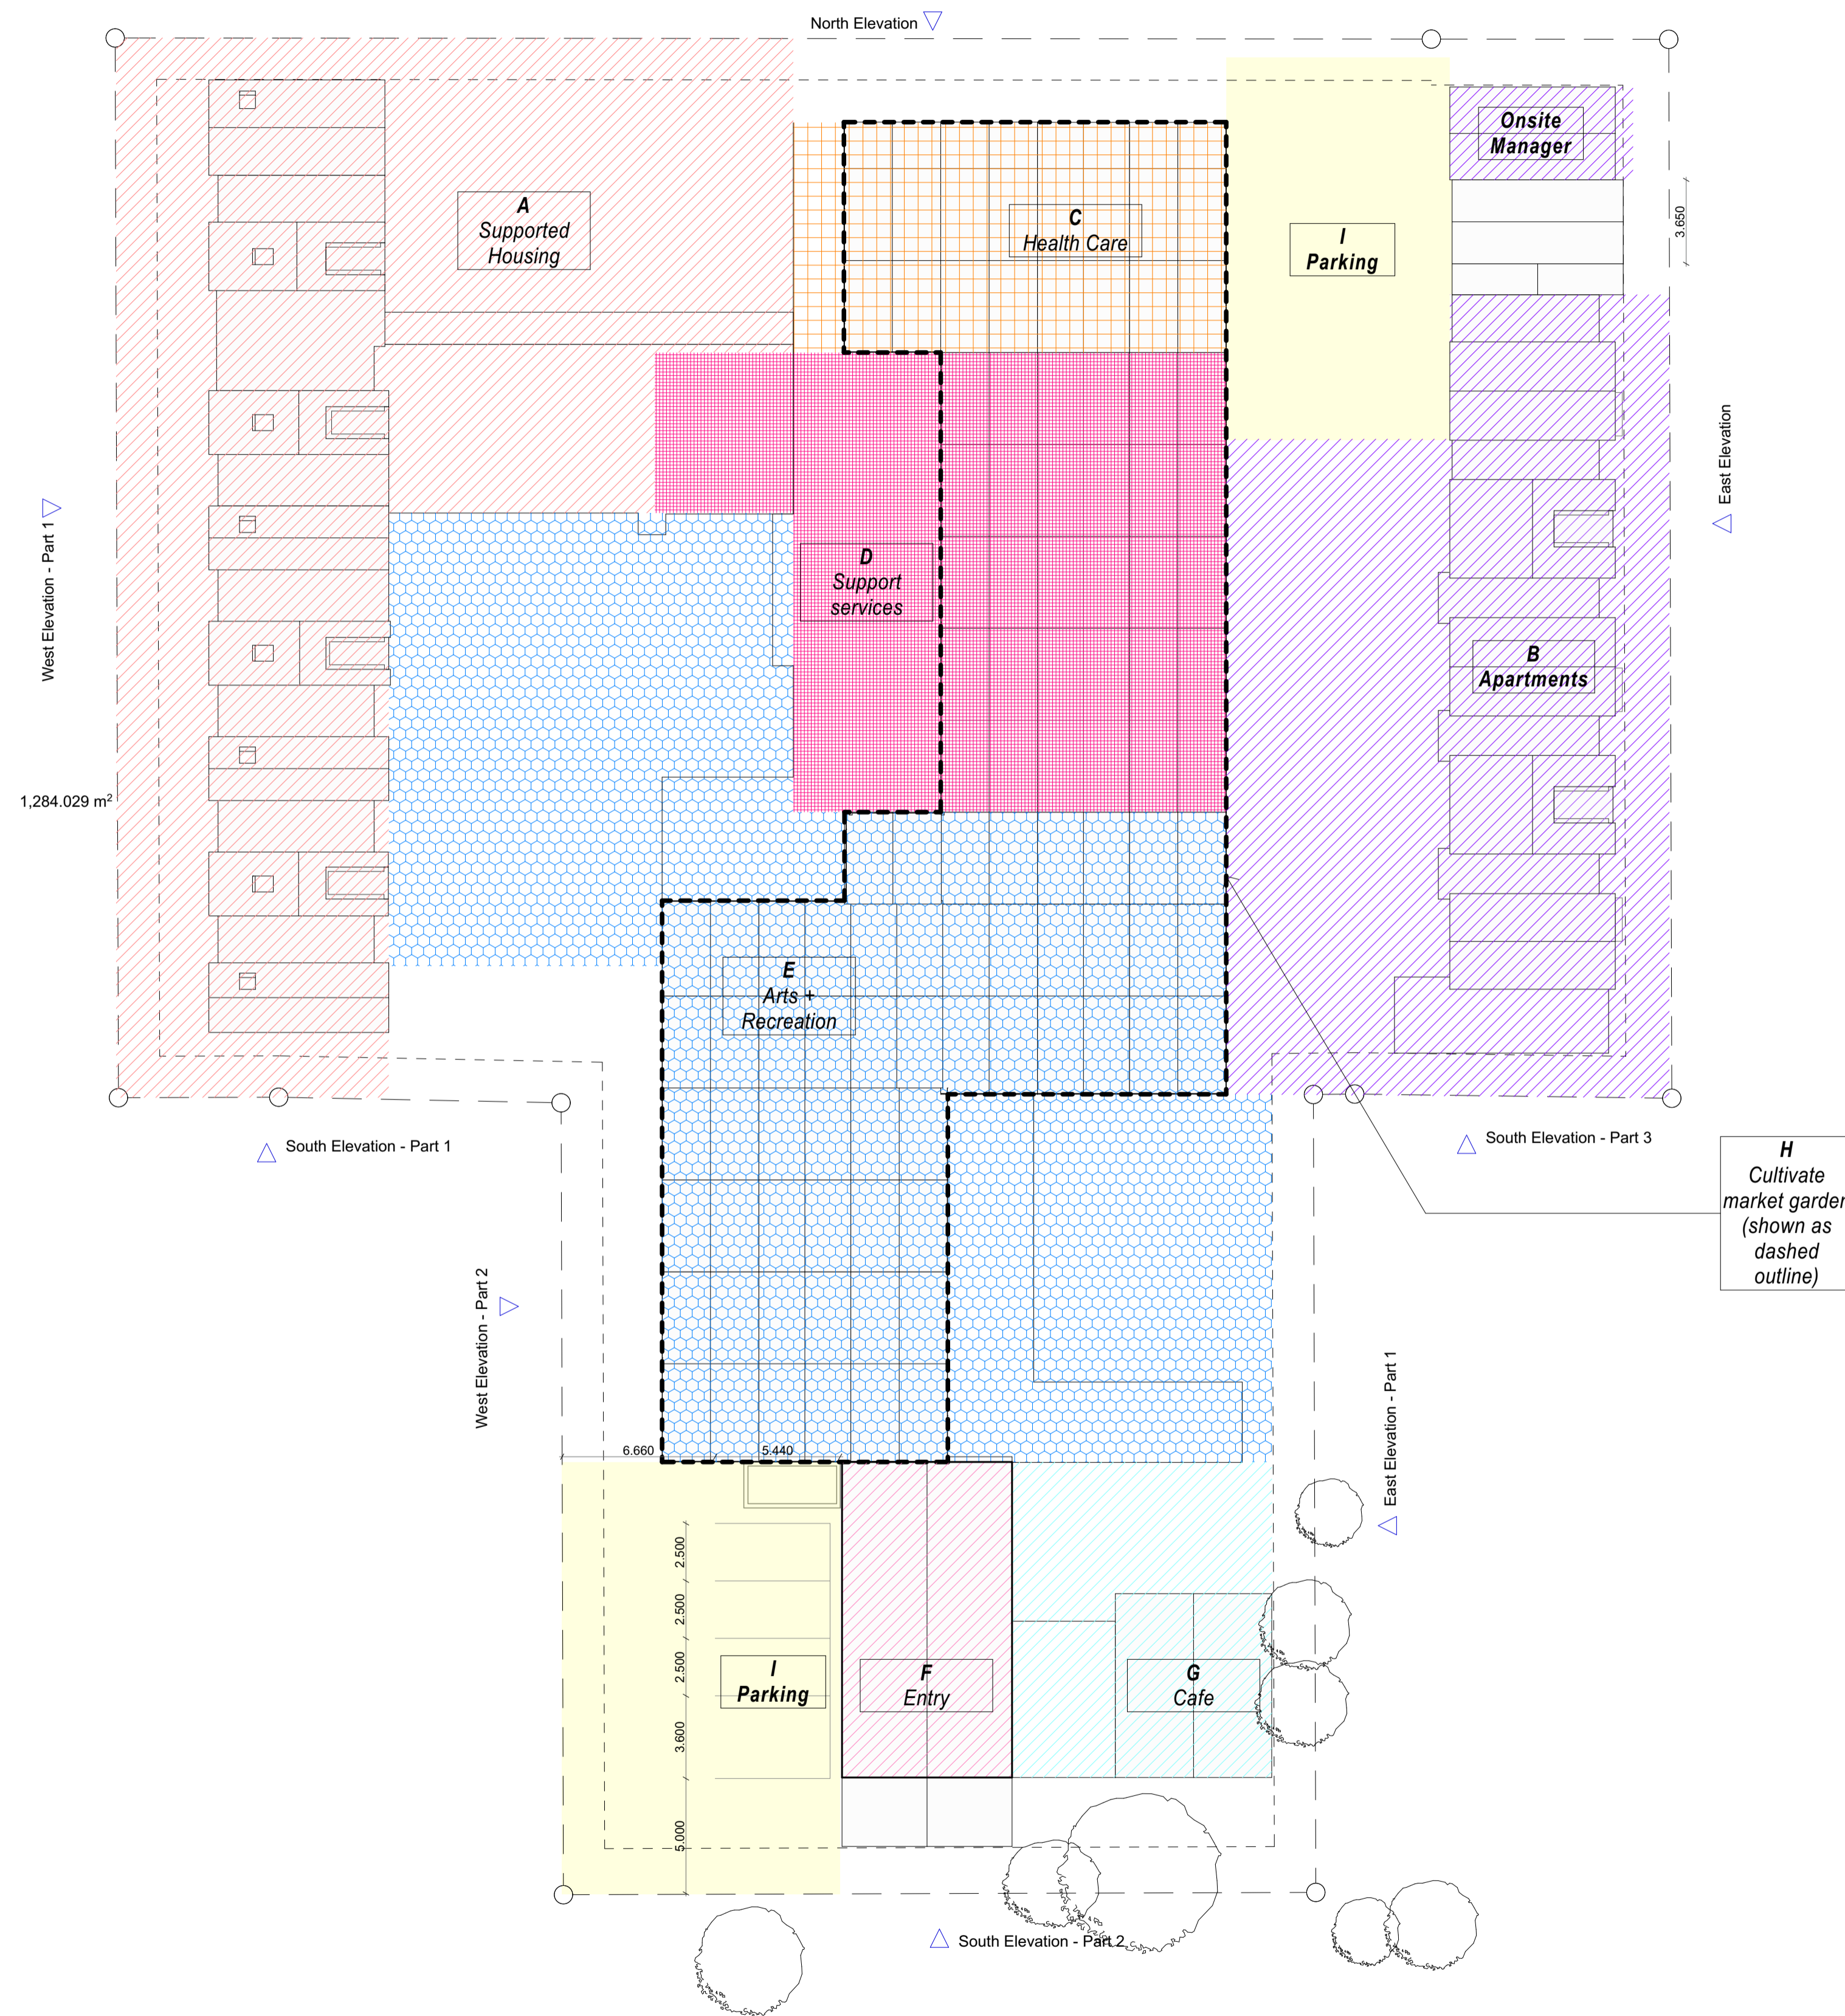 North Elevation
Onsite
Manager
A
Supported
Housing
C
Health Care
I
Parking
3.650
West Elevation - Part 1
East Elevation
D
Support
services
B
Apartments
1,284.029 m²
E
Arts +
Recreation
South Elevation - Part 1
South Elevation - Part 3
H
Cultivate
market garden
(shown as
dashed
outline)
West Elevation - Part 2
East Elevation - Part 1
6.660
5.440
2.500
2.500
2.500
3.600
5.000
I
Parking
F
Entry
G
Cafe
South Elevation - Part 2